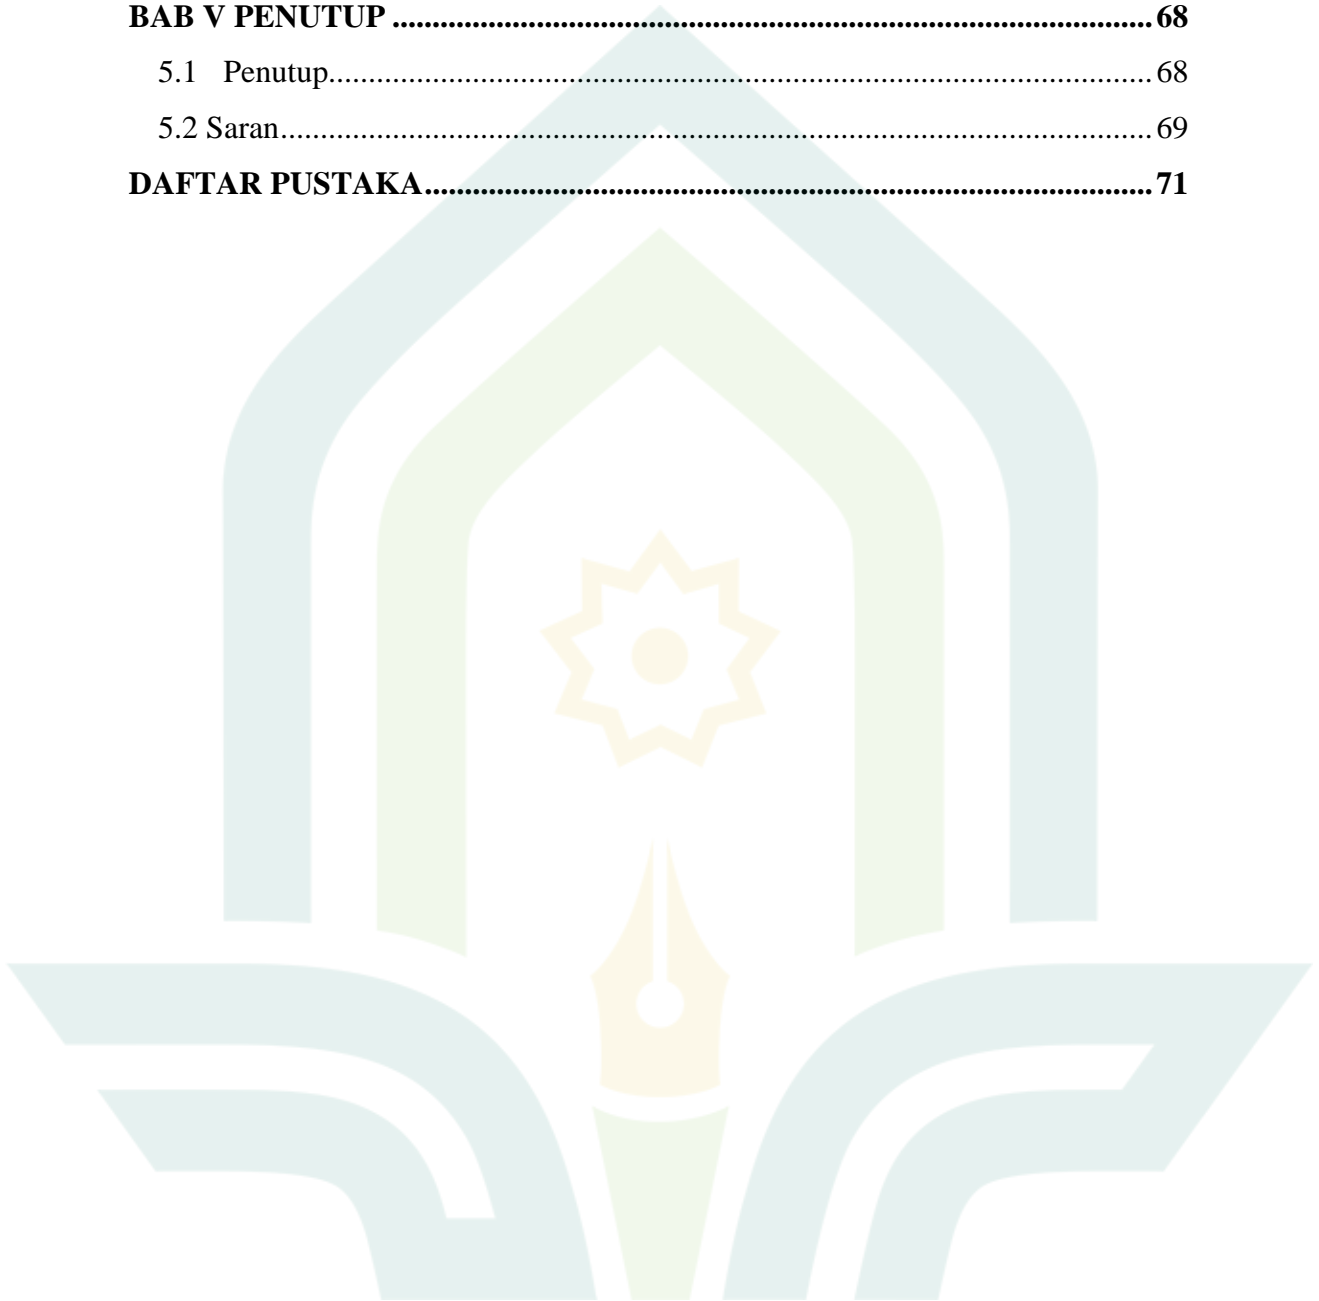 BAB V PENUTUP .......................................................................................... 68
5.1 Penutup.................................................................................................. 68
5.2 Saran........................................................................................................ 69
DAFTAR PUSTAKA...................................................................................... 71